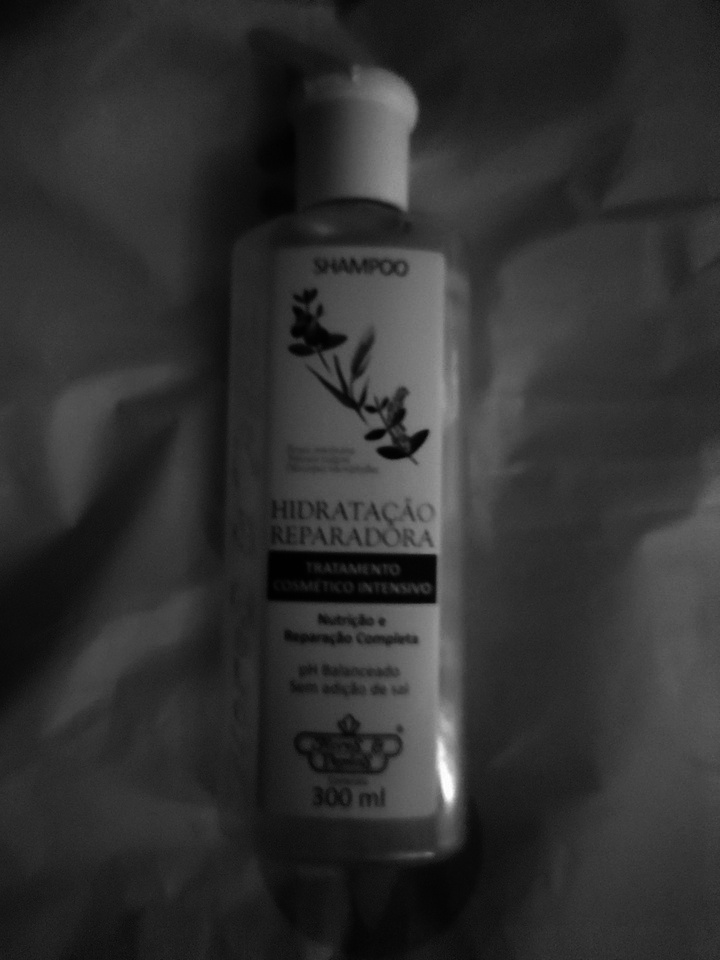 SHAMPOO
HIDRATAÇÃO
REPARADORA
TRATAMENTO
COSMÉTICO INTENSIVO
Nutrição e
Reparação Completa
pH Balanceado
Sem adição de sal
300 ml